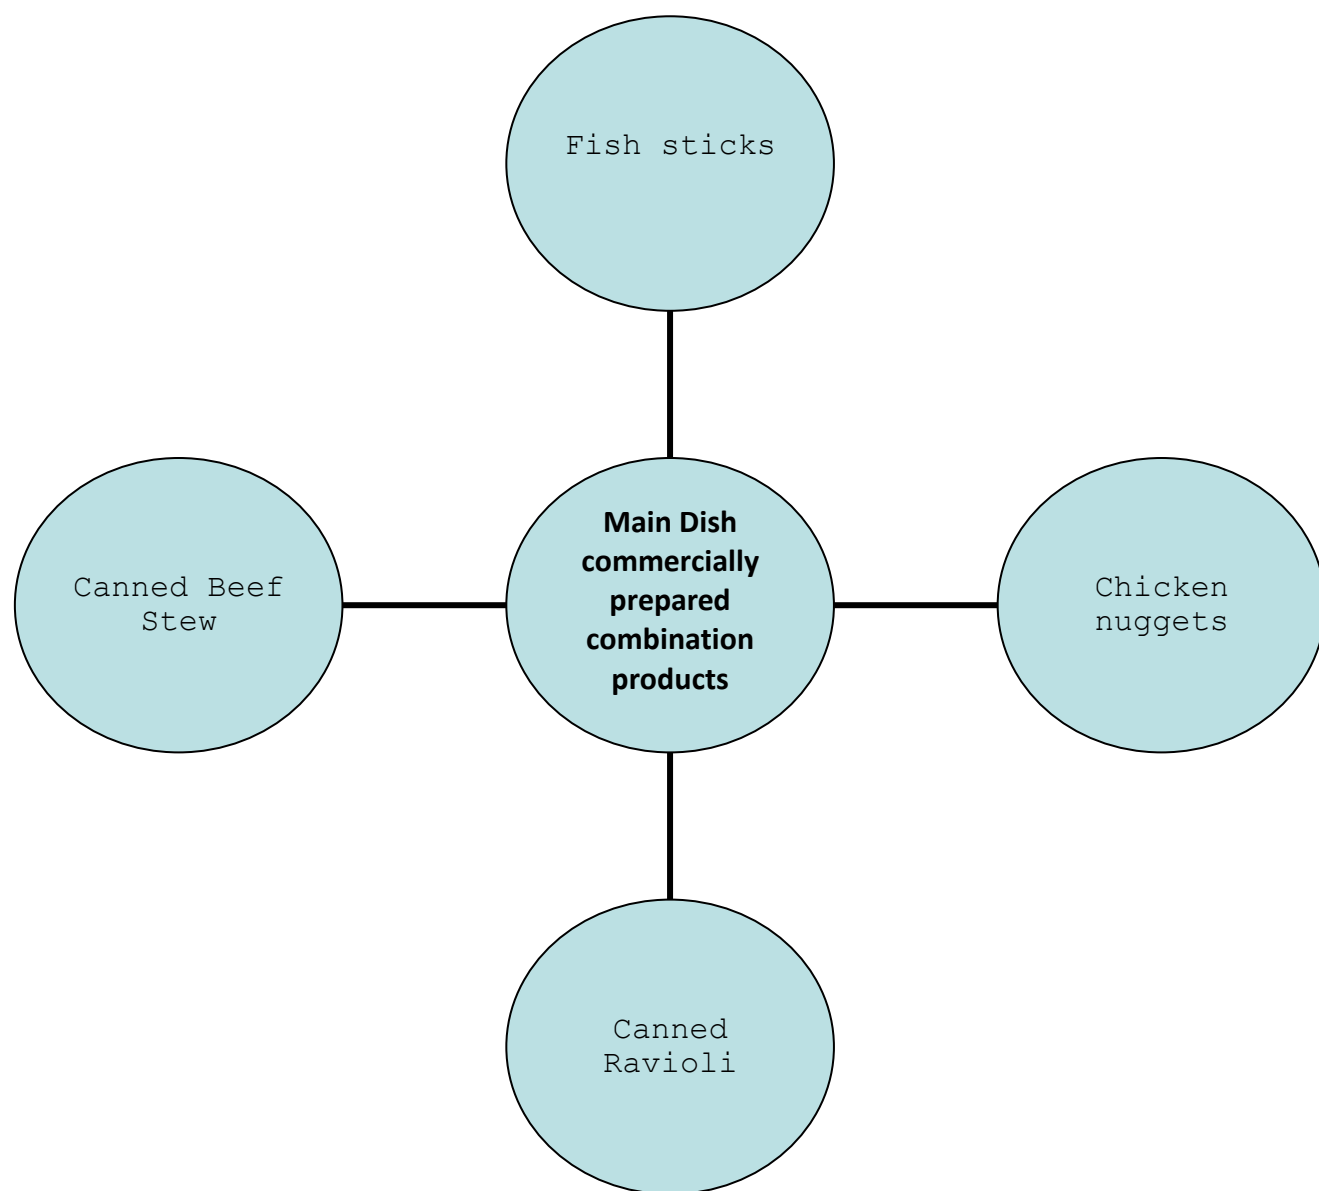 Fish sticks
Main Dish
commercially
prepared
combination
products
Canned Beef
Stew
Chicken
nuggets
Canned
Ravioli